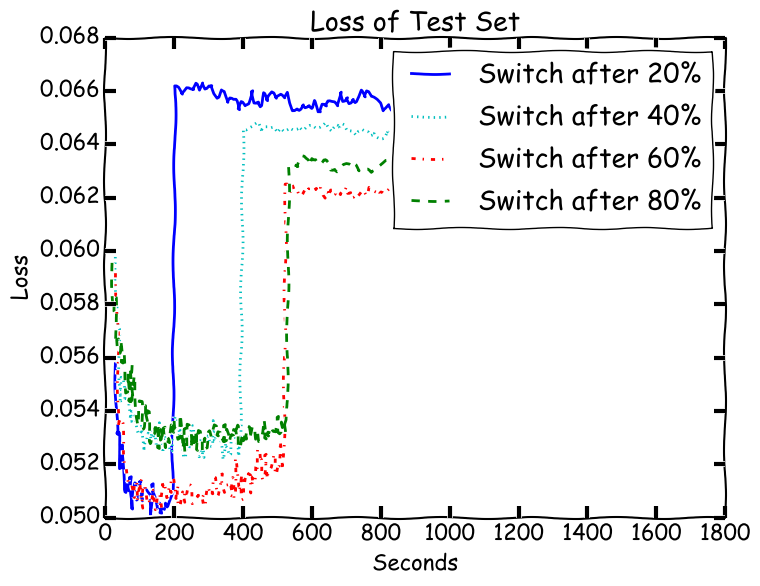 Loss of Test Set
0.068
0.066
0.064
0.062
0.060
0.058
0.056
0.054
0.052
0.050
Loss
Switch after 20%
Switch after 40%
Switch after 60%
Switch after 80%
0 200 400 600 800 1000 1200 1400 1600 1800
Seconds